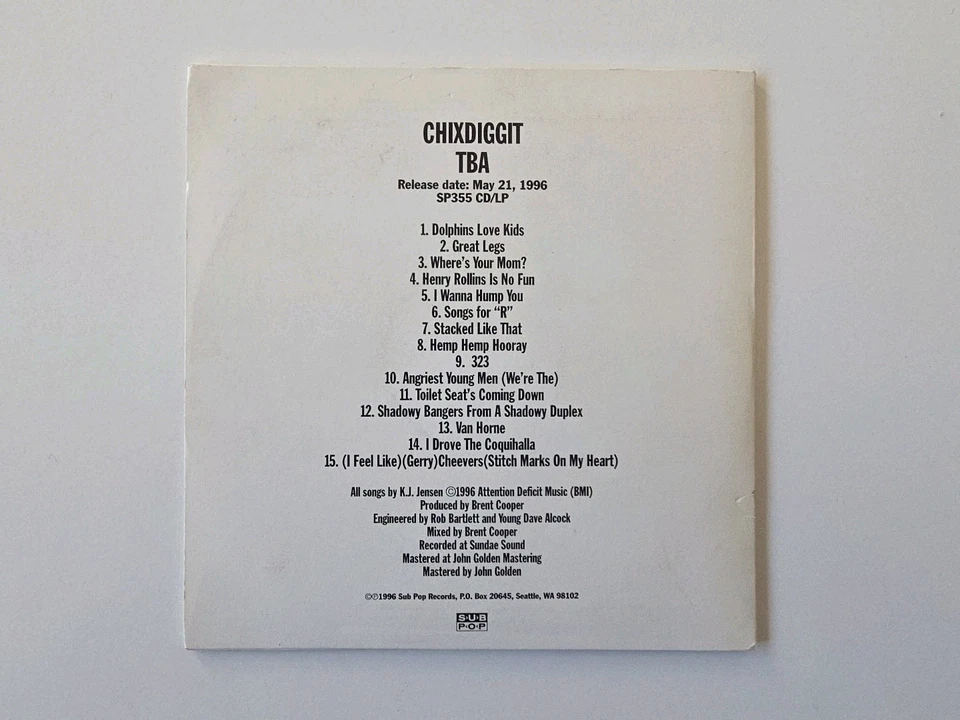 CHIXDIGGIT
TBA
Release date: May 21, 1996
SP355 CD/LP
1. Dolphins Love Kids
2. Great Legs
3. Where's Your Mom?
4. Henry Rollins Is No Fun
5. I Wanna Hump You
6. Songs for “R”
7. Stacked Like That
8. Hemp Hemp Hooray
9. 323
10. Angriest Young Men (We're The)
11. Toilet Seat's Coming Down
12. Shadowy Bangers From A Shadowy Duplex
13. Van Horne
14. I Drove The Coquihalla
15. (I Feel Like)(Gerry)Cheevers(Stitch Marks On My Heart)
All songs by K.J. Jensen ©1996 Attention Deficit Music (BMI)
Produced by Brent Cooper
Engineered by Rob Bartlett and Young Dave Alcock
Mixed by Brent Cooper
Recorded at Sundae Sound
Mastered at John Golden Mastering
Mastered by John Golden
©℗1996 Sub Pop Records, P.O. Box 20645, Seattle, WA 98102
SUB
POP